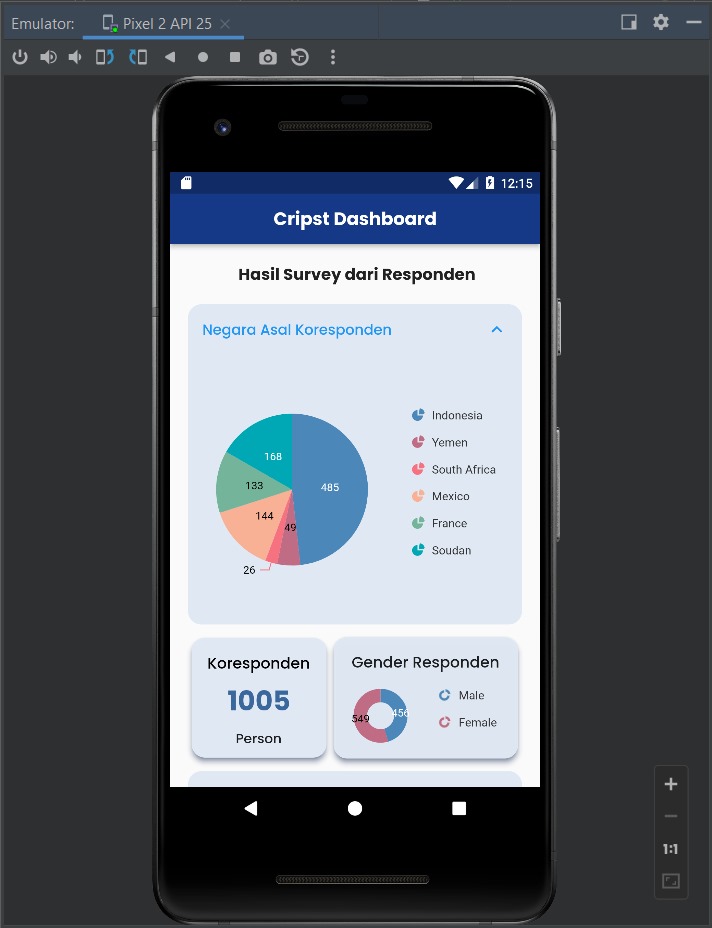 Emulator:
Pixel 2 API 25
12:15
Cripst Dashboard
Hasil Survey dari Responden
Negara Asal Koresponden
168
485
133
144
49
26
Indonesia
Yemen
South Africa
Mexico
France
Soudan
Koresponden
1005
Person
Gender Responden
549
456
Male
Female
1:1